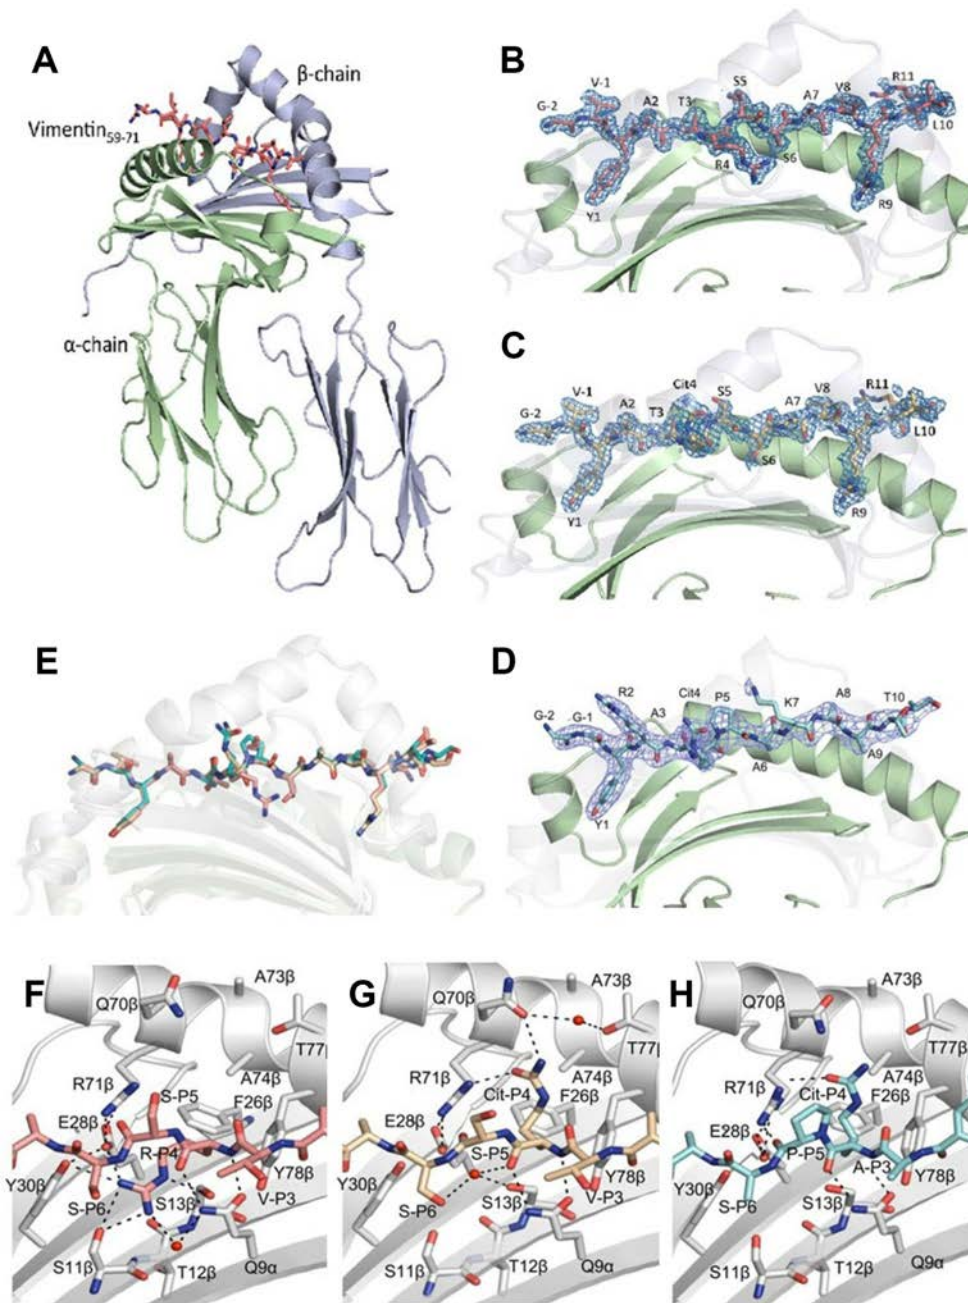 A
β-chain
Vimentin59-71
α-chain
B
V-1
G-2
A2
T3
S5
A7
V8
R11
L10
R4
S6
Y1
R9
C
Cit4
V-1
S5
V8
R11
G-2
A2
T3
A7
L10
S6
Y1
R9
E
D
R2
Cit4
P5
K7
A8
T10
G-2
G-1
A3
A6
A9
Y1
F
A73β
Q70β
T77β
R71β
A74β
S-P5
F26β
E28β
R-P4
Y30β
Y78β
S-P6
S13β
V-P3
S11β
T12β
Q9α
G
A73β
Q70β
T77β
R71β
A74β
Cit-P4
F26β
E28β
S-P5
Y30β
Y78β
S-P6
S13β
V-P3
S11β
T12β
Q9α
H
A73β
Q70β
T77β
R71β
A74β
Cit-P4
F26β
E28β
P-P5
A-P3
Y30β
Y78β
S-P6
S13β
S11β
T12β
Q9α